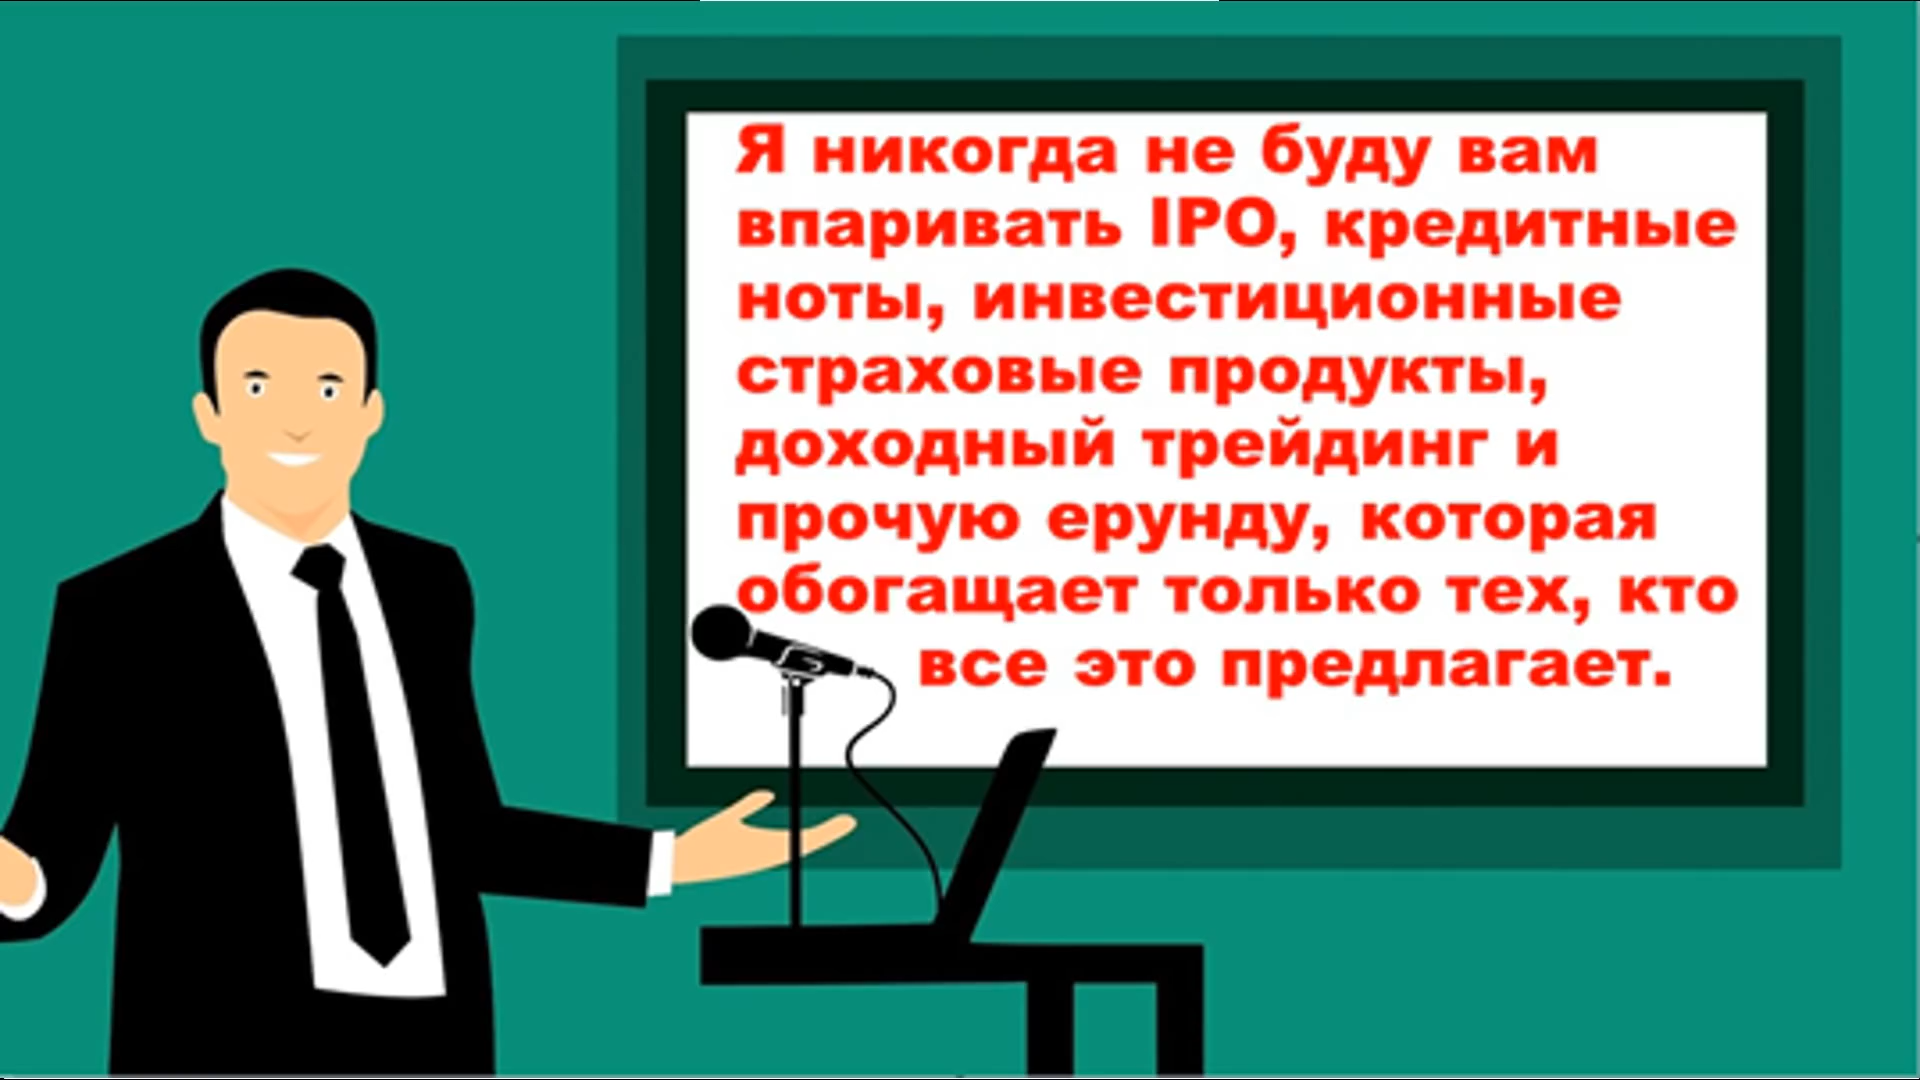 Я никогда не буду вам
впаривать IPO, кредитные
ноты, инвестиционные
страховые продукты,
доходный трейдинг и
прочую ерунду, которая
обогащает только тех, кто
все это предлагает.